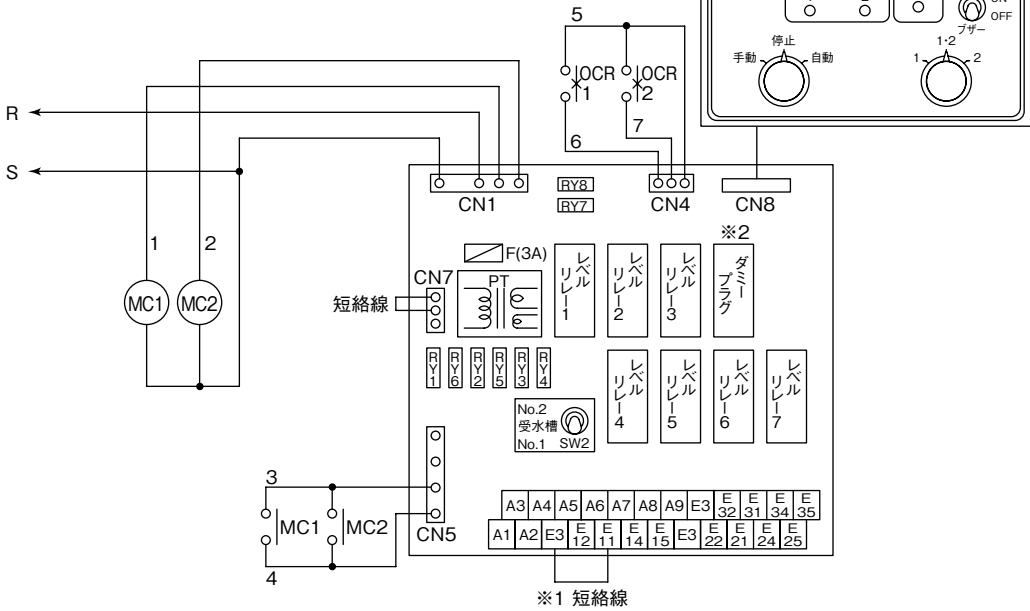 ON
OFF
ブザー
手動
停止
自動
1
1・2
2
5
OCR
1
OCR
2
6
7
R
S
1
2
MC1
MC2
CN1
RY8
RY7
CN4
CN8
※2
F(3A)
CN7
短絡線
PT
レベルリレー1
レベルリレー2
レベルリレー3
ダミープラグ
RY1
RY6
RY2
RY5
RY3
RY4
レベルリレー4
レベルリレー5
レベルリレー6
レベルリレー7
No.2
受水槽
No.1 SW2
3
MC1
MC2
4
CN5
A3 A4 A5 A6 A7 A8 A9 E3 E32 E31 E34 E35
A1 A2 E3 E12 E11 E14 E15 E3 E22 E21 E24 E25
※1 短絡線